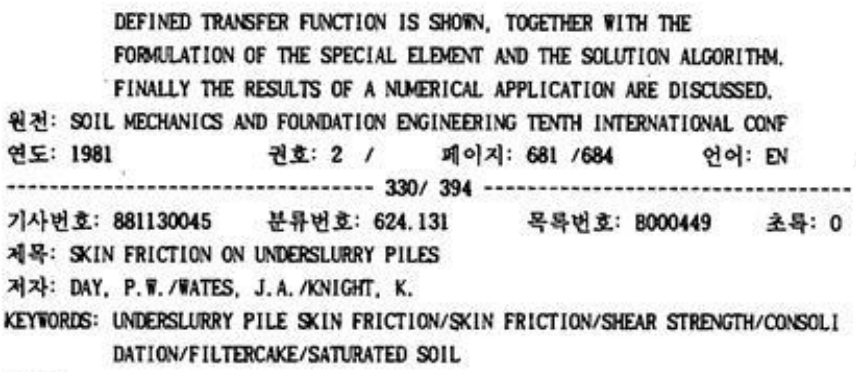 DEFINED TRANSFER FUNCTION IS SHOWN, TOGETHER WITH THE
FORMULATION OF THE SPECIAL ELEMENT AND THE SOLUTION ALGORITHM.
FINALLY THE RESULTS OF A NUMERICAL APPLICATION ARE DISCUSSED.
원전: SOIL MECHANICS AND FOUNDATION ENGINEERING TENTH INTERNATIONAL CONF
연도: 1981 권호: 2 / 페이지: 681 /684 언어: EN
---------------------------------- 330/ 394 ----------------------------------
기사번호: 881130045 분류번호: 624.131 목록번호: B000449 초록: 0
제목: SKIN FRICTION ON UNDERSLURRY PILES
저자: DAY, P.W./WATES, J.A./KNIGHT, K.
KEYWORDS: UNDERSLURRY PILE SKIN FRICTION/SKIN FRICTION/SHEAR STRENGTH/CONSOLI
DATION/FILTERCAKE/SATURATED SOIL